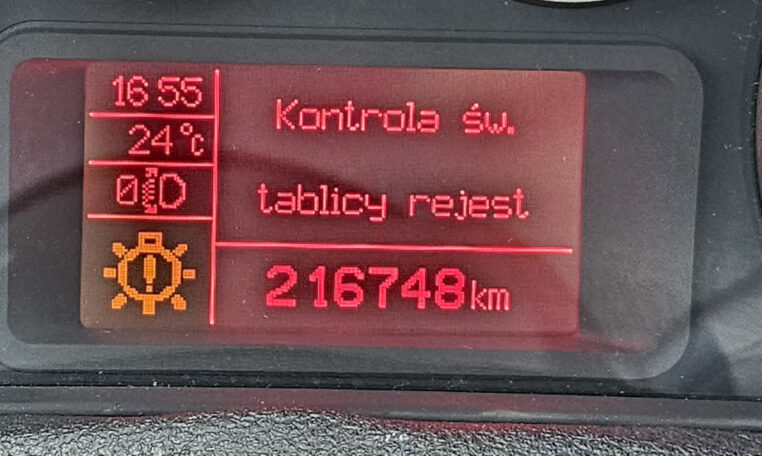 16 55
24°C
0
Kontrola św.
tablicy rejest
216748km